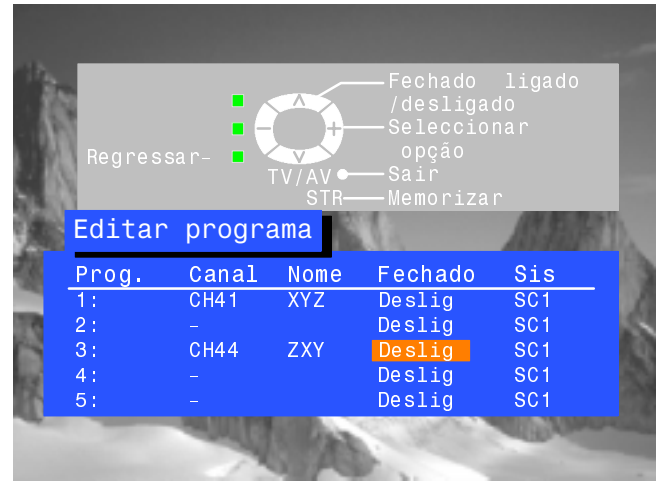 Fechado ligado
/desligado
Seleccionar
opção
Regressar-
TV/AV Sair
STR Memorizar
Editar programa
Prog. Canal Nome Fechado Sis
1: CH41 XYZ Deslig SC1
2: - Deslig SC1
3: CH44 ZXY Deslig SC1
4: - Deslig SC1
5: - Deslig SC1